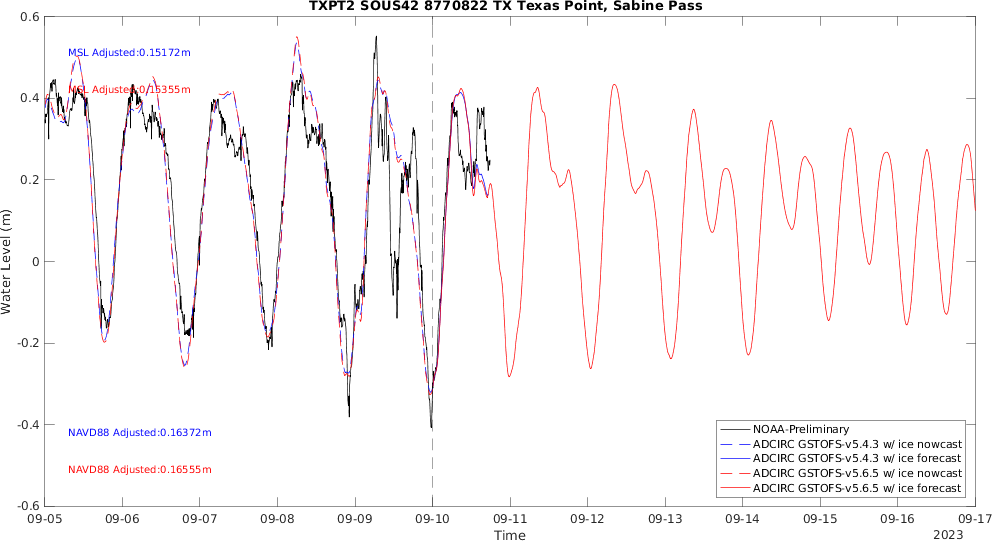 TXPT2 SOUS42 8770822 TX Texas Point, Sabine Pass
0.6
0.4
0.2
0
-0.2
-0.4
-0.6
Water Level (m)
MSL Adjusted:0.15172m
MSL Adjusted:0.15355m
NAVD88 Adjusted:0.16372m
NAVD88 Adjusted:0.16555m
NOAA-Preliminary
ADCIRC GSTOFS-v5.4.3 w/ ice nowcast
ADCIRC GSTOFS-v5.4.3 w/ ice forecast
ADCIRC GSTOFS-v5.6.5 w/ ice nowcast
ADCIRC GSTOFS-v5.6.5 w/ ice forecast
09-05 09-06 09-07 09-08 09-09 09-10 09-11 09-12 09-13 09-14 09-15 09-16 09-17
Time
2023